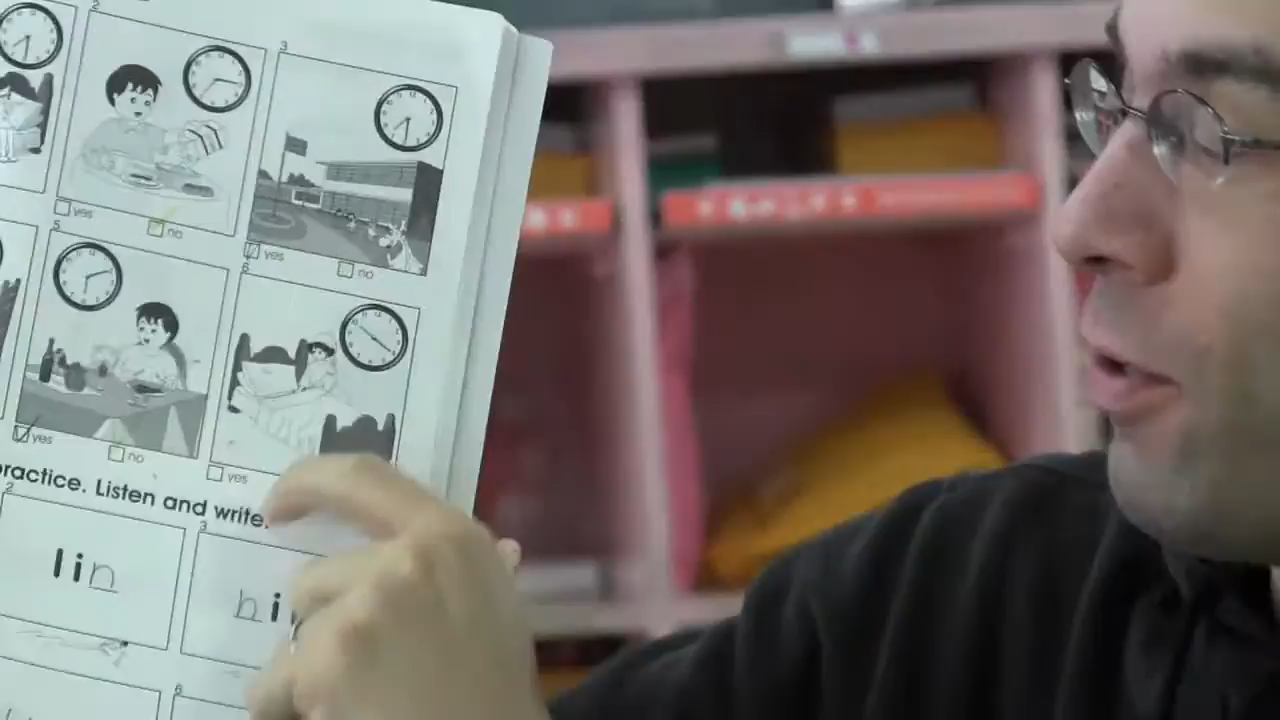 2
3
yes
no
yes
no
5
6
yes
no
yes
practice. Listen and write.
2
3
lin
hi
6